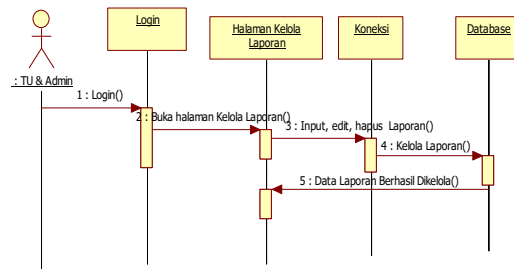 Login
Halaman Kelola
Laporan
Koneksi
Database
: TU & Admin
1 : Login()
2 : Buka halaman Kelola Laporan()
3 : Input, edit, hapus Laporan()
4 : Kelola Laporan()
5 : Data Laporan Berhasil Dikelola()